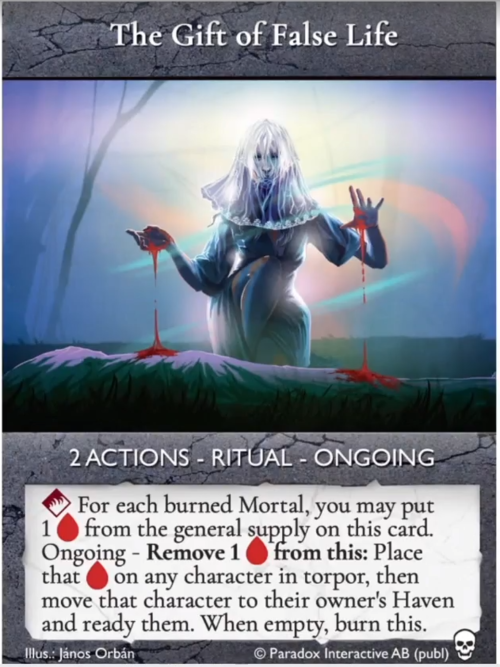 The Gift of False Life
2 ACTIONS - RITUAL - ONGOING
For each burned Mortal, you may put
1 from the general supply on this card.
Ongoing - Remove 1 from this: Place
that on any character in torpor, then
move that character to their owner's Haven
and ready them. When empty, burn this.
Illus.: János Orbán
© Paradox Interactive AB (publ)